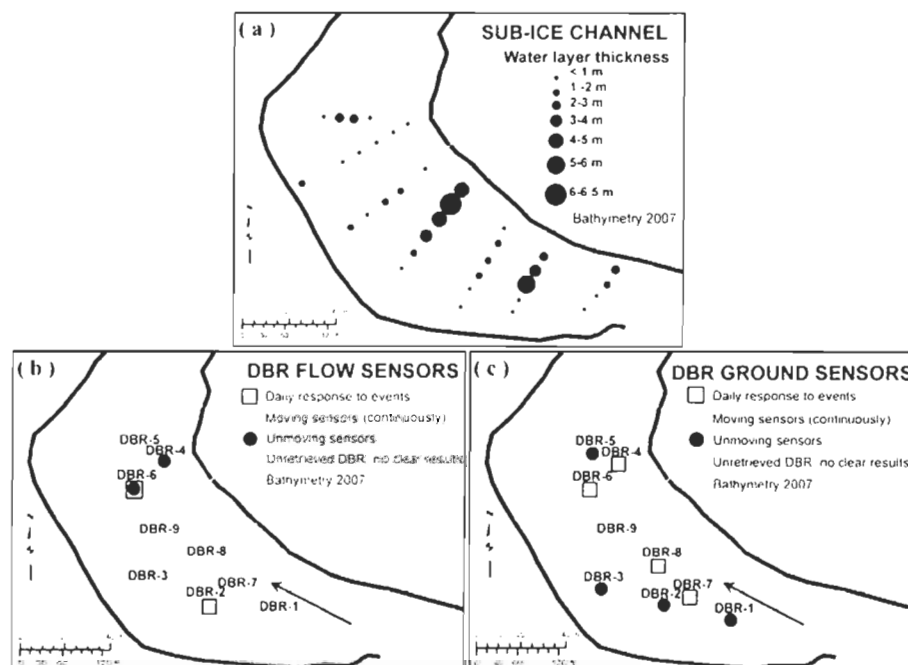 (a)
SUB-ICE CHANNEL
Water layer thickness
< 1 m
1 -2 m
2-3 m
3-4 m
4-5 m
5-6 m
6-6 5 m
Bathymetry 2007
(b)
DBR FLOW SENSORS
Daily response to events
Moving sensors (continuously)
Unmoving sensors
Unretrieved DBR no clear results
Bathymetry 2007
DBR-5
DBR-4
DBR-6
DBR-9
DBR-8
DBR-3
DBR-7
DBR-2
DBR-1
(c)
DBR GROUND SENSORS
Daily response to events
Moving sensors (continuously)
Unmoving sensors
Unretrieved DBR no clear results
Bathymetry 2007
DBR-5
DBR-4
DBR-6
DBR-9
DBR-8
DBR-3
DBR-7
DBR-2
DBR-1